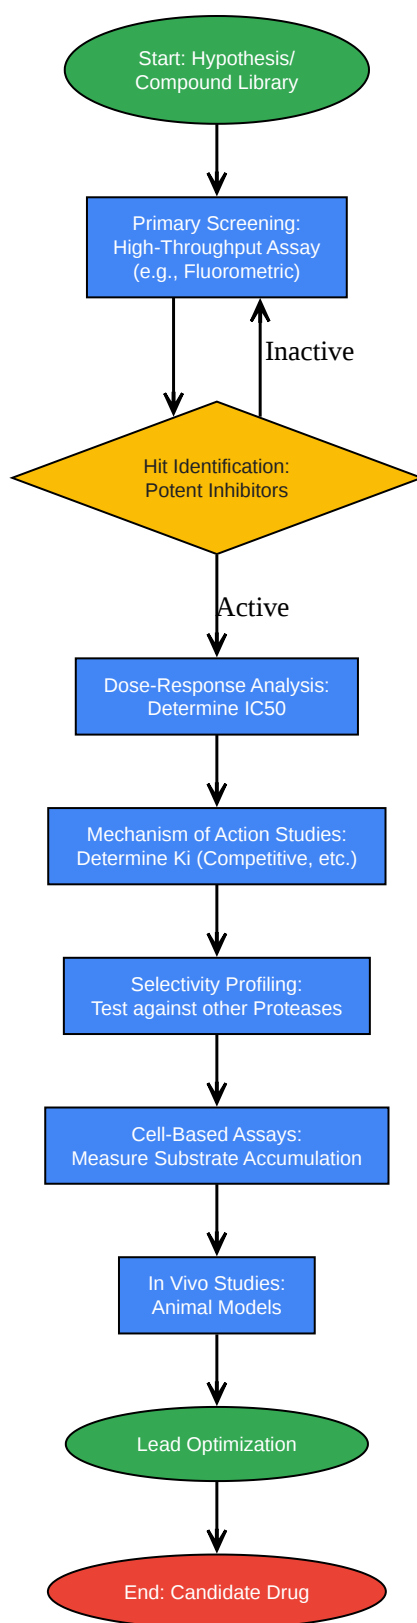 Start: Hypothesis/
Compound Library
Primary Screening:
High-Throughput Assay
(e.g., Fluorometric)
Inactive
Hit Identification:
Potent Inhibitors
Active
Dose-Response Analysis:
Determine IC50
Mechanism of Action Studies:
Determine Ki (Competitive, etc.)
Selectivity Profiling:
Test against other Proteases
Cell-Based Assays:
Measure Substrate Accumulation
In Vivo Studies:
Animal Models
Lead Optimization
End: Candidate Drug